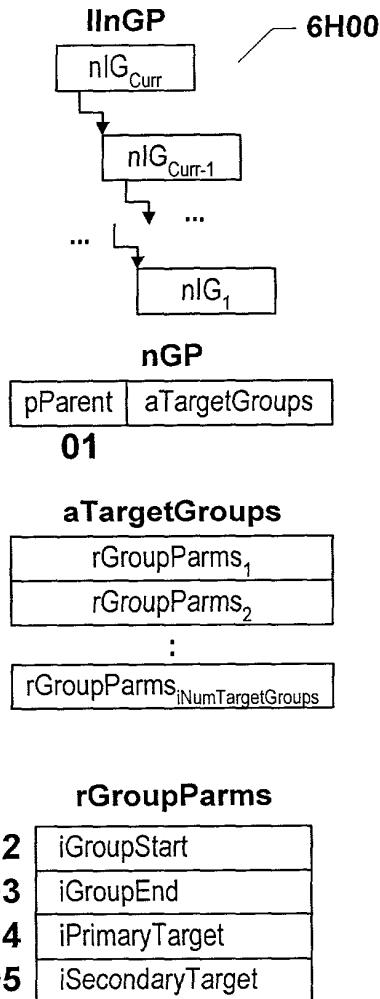 llnGP
6H00
nIG_Curr
nIG_Curr-1
...
...
nIG_1
nGP
pParent aTargetGroups
01
aTargetGroups
rGroupParms_1
rGroupParms_2
:
rGroupParms_iNumTargetGroups
rGroupParms
2 iGroupStart
3 iGroupEnd
4 iPrimaryTarget
5 iSecondaryTarget